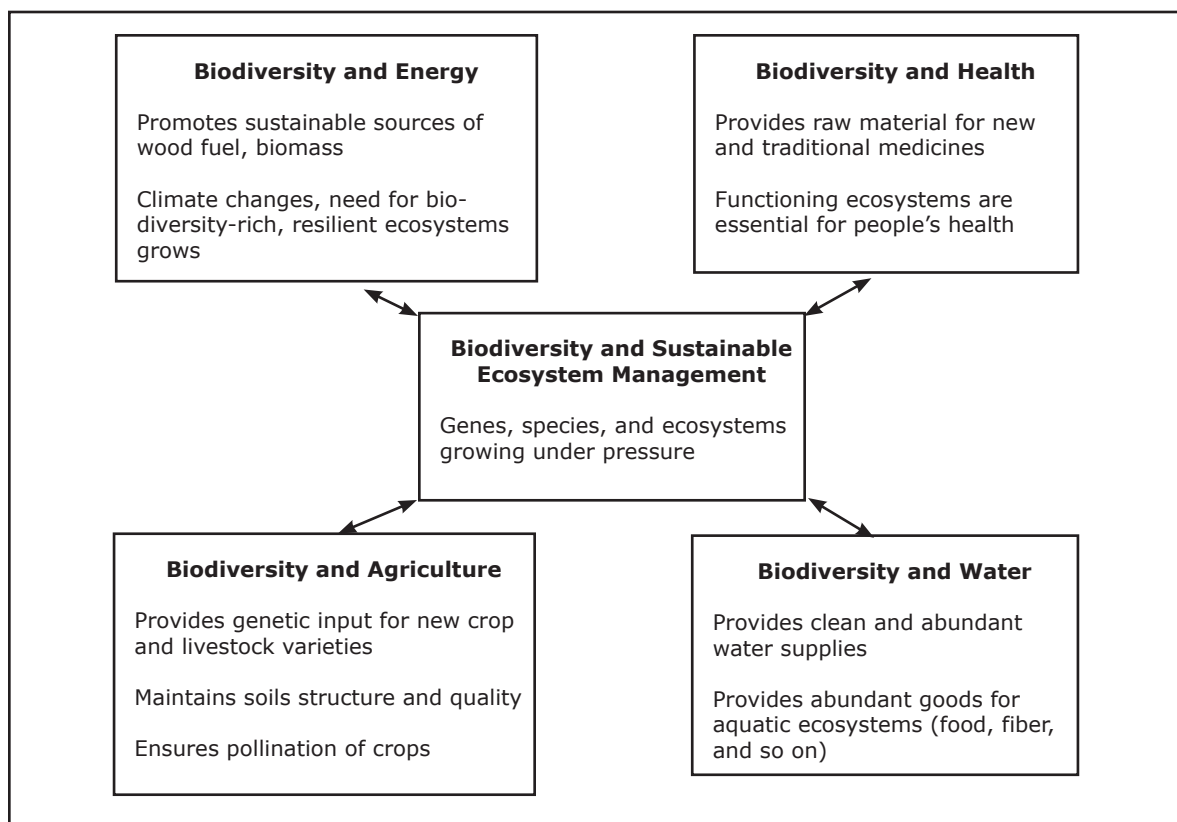 Biodiversity and Energy
Promotes sustainable sources of
wood fuel, biomass
Climate changes, need for bio-
diversity-rich, resilient ecosystems
grows
Biodiversity and Health
Provides raw material for new
and traditional medicines
Functioning ecosystems are
essential for people’s health
Biodiversity and Sustainable
Ecosystem Management
Genes, species, and ecosystems
growing under pressure
Biodiversity and Agriculture
Provides genetic input for new crop
and livestock varieties
Maintains soils structure and quality
Ensures pollination of crops
Biodiversity and Water
Provides clean and abundant
water supplies
Provides abundant goods for
aquatic ecosystems (food, fiber,
and so on)